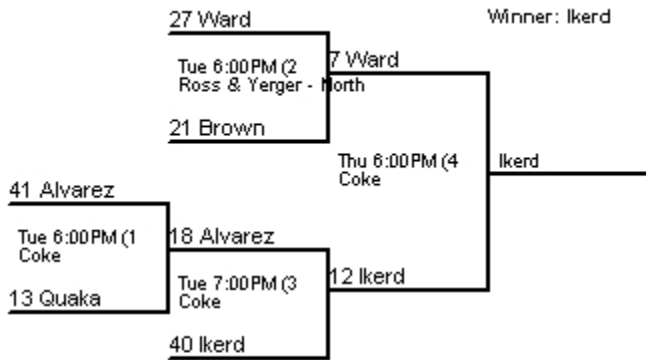 27 Ward
Winner: Ikerd
Tue 6:00PM (2
Ross & Yerger - North
7 Ward
21 Brown
Thu 6:00PM (4
Coke
Ikerd
41 Alvarez
Tue 6:00PM (1
Coke
18 Alvarez
13 Quaka
Tue 7:00PM (3
Coke
12 Ikerd
40 Ikerd